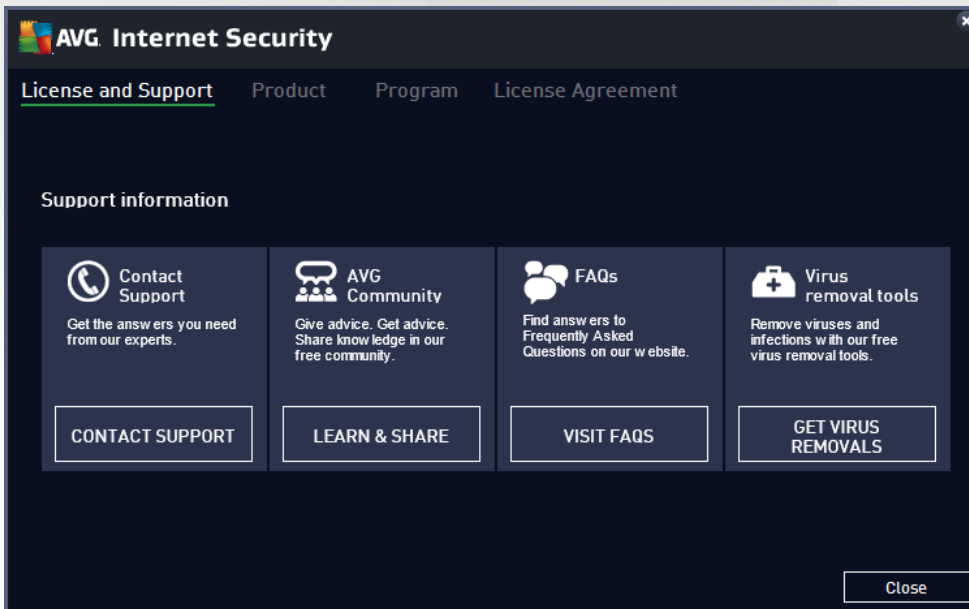 AVG. Internet Security
License and Support Product Program License Agreement
Support information
Contact
Support
Get the answers you need
from our experts.
CONTACT SUPPORT
AVG
Community
Give advice. Get advice.
Share knowledge in our
free community.
LEARN & SHARE
FAQs
Find answers to
Frequently Asked
Questions on our website.
VISIT FAQS
Virus
removal tools
Remove viruses and
infections with our free
virus removal tools.
GET VIRUS
REMOVALS
Close